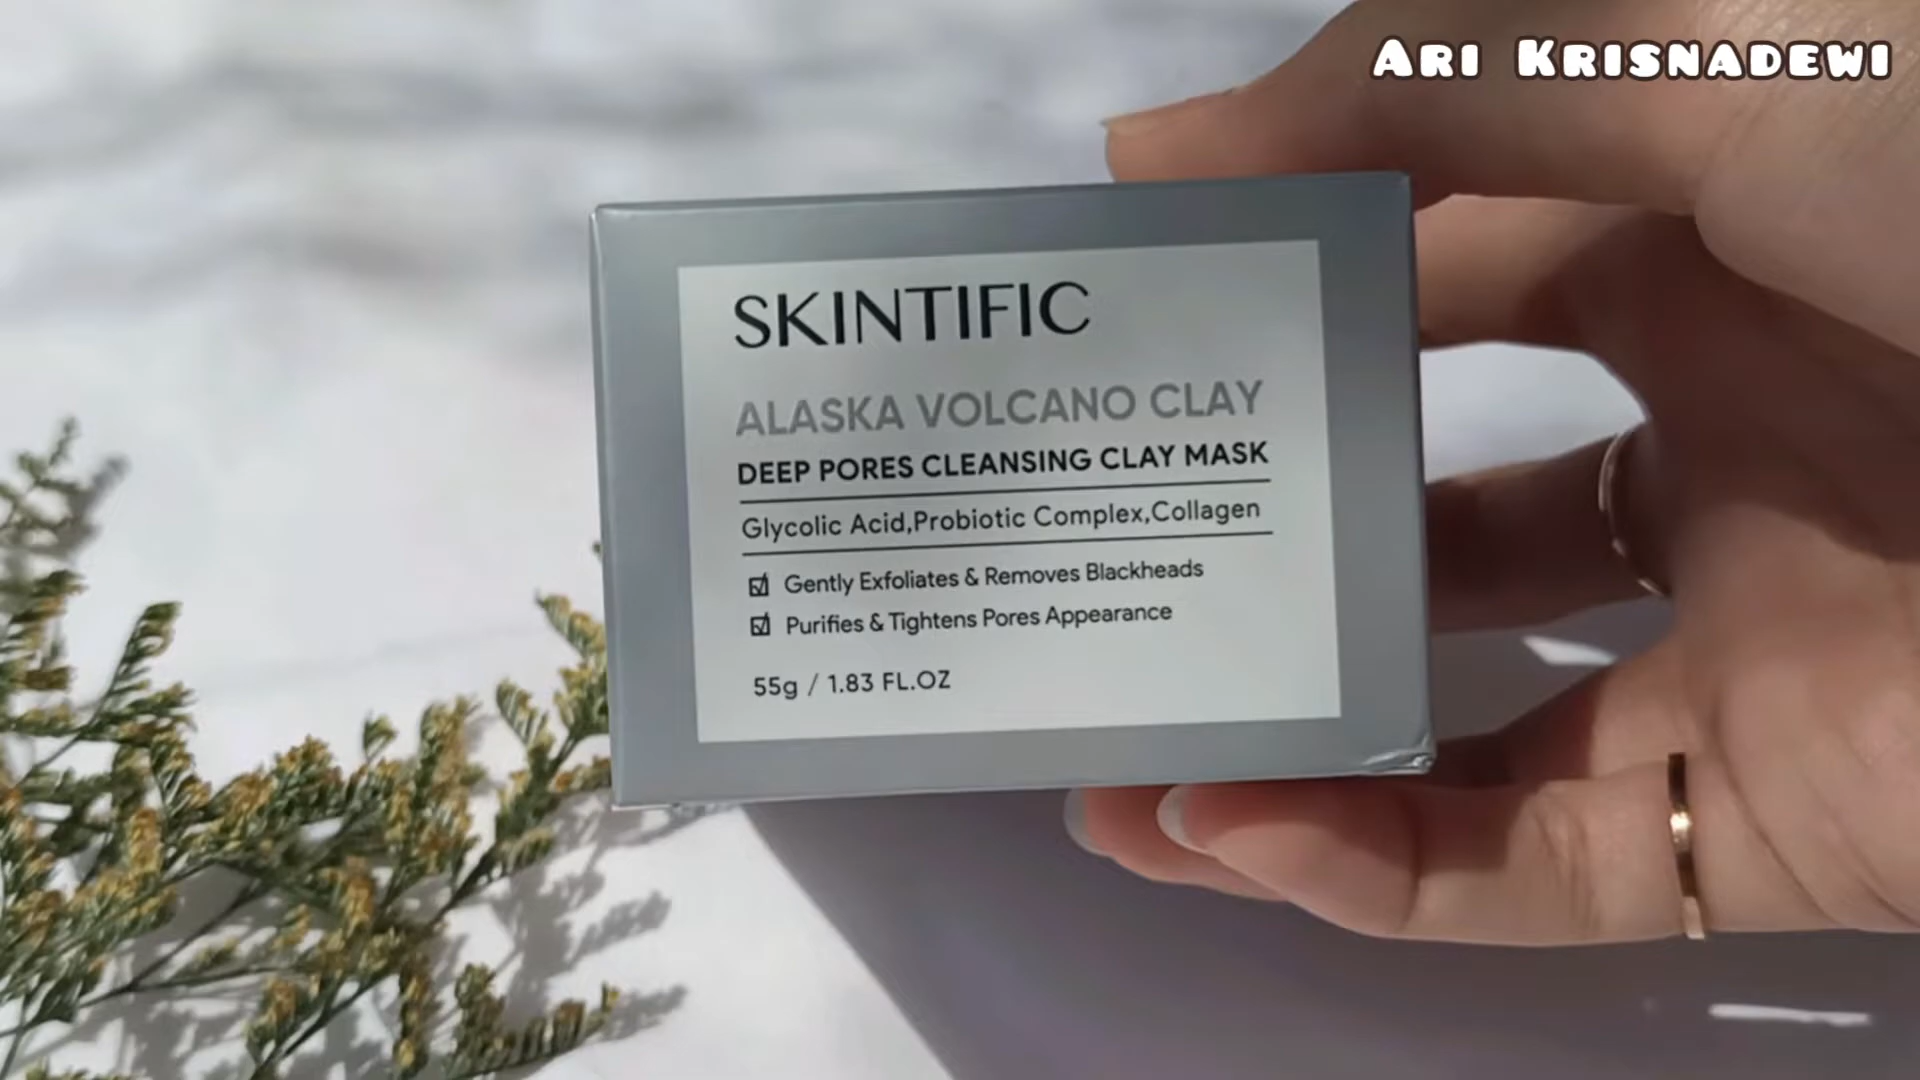 ARI KRISNADEWI
SKINTIFIC
ALASKA VOLCANO CLAY
DEEP PORES CLEANSING CLAY MASK
Glycolic Acid,Probiotic Complex,Collagen
☑ Gently Exfoliates & Removes Blackheads
☑ Purifies & Tightens Pores Appearance
55g / 1.83 FL.OZ